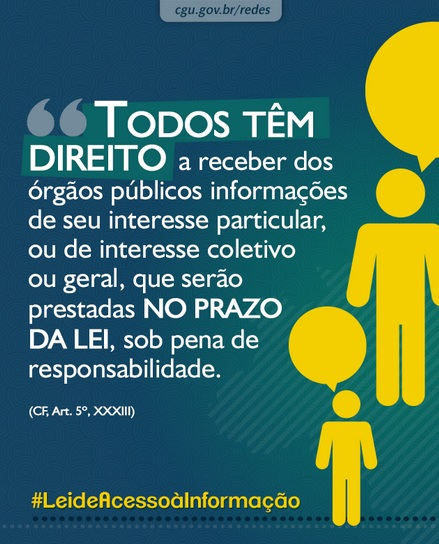 cgu.gov.br/redes
“TODOS TÊM
DIREITO a receber dos
órgãos públicos informações
de seu interesse particular,
ou de interesse coletivo
ou geral, que serão
prestadas NO PRAZO
DA LEI, sob pena de
responsabilidade.
(CF, Art. 5º, XXXIII)
#LeideAcessoàInformação